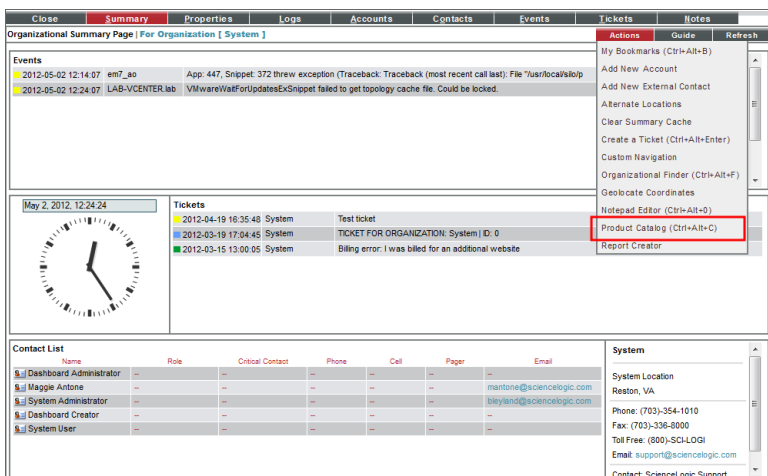 Close Summary Properties Logs Accounts Contacts Events Tickets Notes
Organizational Summary Page | For Organization [ System ]
Actions Guide Refresh
My Bookmarks (Ctrl+Alt+B)
Add New Account
Add New External Contact
Alternate Locations
Clear Summary Cache
Create a Ticket (Ctrl+Alt+Enter)
Custom Navigation
Organizational Finder (Ctrl+Alt+F)
Geolocate Coordinates
Notepad Editor (Ctrl+Alt+0)
Product Catalog (Ctrl+Alt+C)
Report Creator
Events
2012-05-02 12:14:07 em7_ao App: 447, Snippet: 372 threw exception (Traceback: Traceback (most recent call last): File "/usr/local/silo/p
2012-05-02 12:24:07 LAB-VCENTER.lab VMwareWaitForUpdatesExSnippet failed to get topology cache file. Could be locked.
May 2, 2012, 12:24:24
Tickets
2012-04-19 16:35:48 System Test ticket
2012-03-19 17:04:45 System TICKET FOR ORGANIZATION: System | ID: 0
2012-03-15 13:00:05 System Billing error: I was billed for an additional website
Contact List
Name Role Critical Contact Phone Cell Pager Email
Dashboard Administrator -- -- -- -- -- --
Maggie Antone -- -- -- -- -- mantone@sciencelogic.com
System Administrator -- -- -- -- -- bleyland@sciencelogic.com
Dashboard Creator -- -- -- -- -- --
System User -- -- -- -- -- --
System
System Location
Reston, VA
Phone: (703)-354-1010
Fax: (703)-336-8000
Toll Free: (800)-SCI-LOGI
Email: support@sciencelogic.com
Contact: ScienceLogic Support